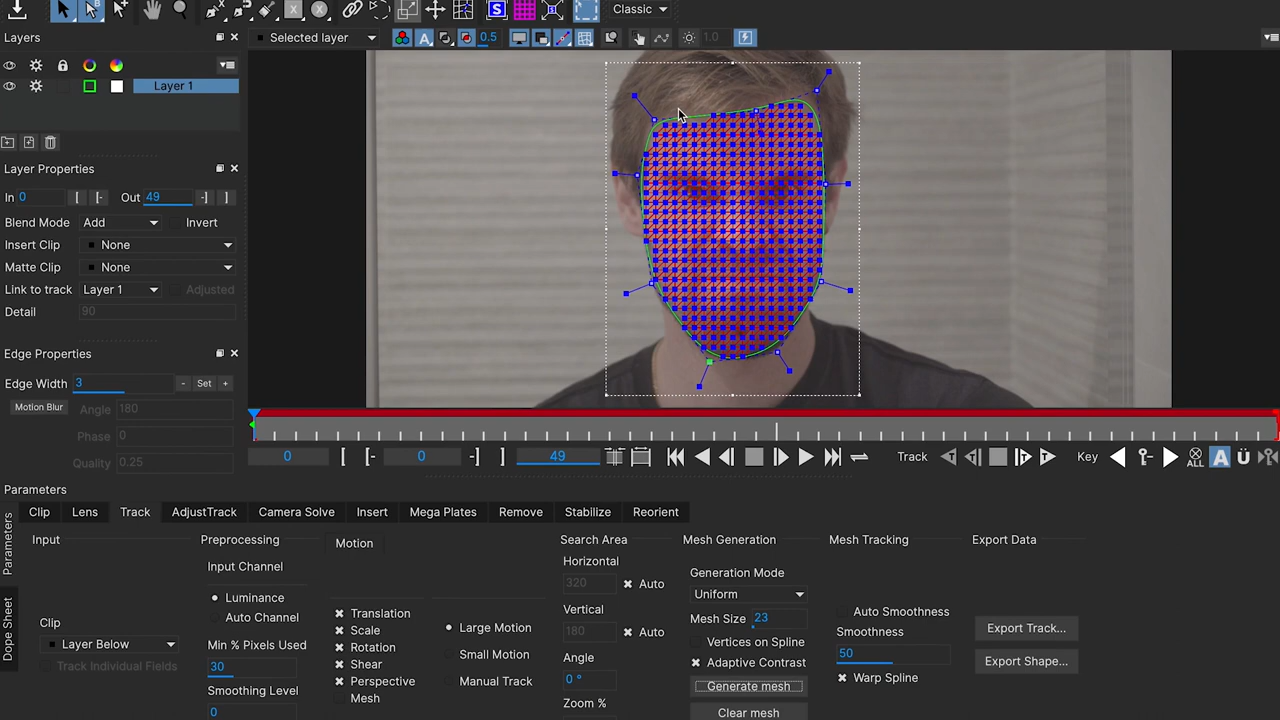 Classic
Layers
Selected layer
0.5
1.0
Layer 1
Layer Properties
In 0 [ [- Out 49 -] ]
Blend Mode Add Invert
Insert Clip None
Matte Clip None
Link to track Layer 1 Adjusted
Detail 90
Edge Properties
Edge Width 3 - Set +
Motion Blur Angle 180
Phase 0
Quality 0.25
0 [ [- 0 -] ] 49 Track Key ALL A
Parameters
Clip Lens Track AdjustTrack Camera Solve Insert Mega Plates Remove Stabilize Reorient
Parameters
Dope Sheet
Input
Clip
Layer Below
Track Individual Fields
Preprocessing
Input Channel
Luminance
Auto Channel
Min % Pixels Used
30
Smoothing Level
0
Motion
Translation
Scale
Rotation
Shear
Perspective
Mesh
Large Motion
Small Motion
Manual Track
Search Area
Horizontal
320 Auto
Vertical
180 Auto
Angle
0 °
Zoom %
Mesh Generation
Generation Mode
Uniform
Mesh Size 23
Vertices on Spline
Adaptive Contrast
Generate mesh
Clear mesh
Mesh Tracking
Auto Smoothness
Smoothness
50
Warp Spline
Export Data
Export Track...
Export Shape...